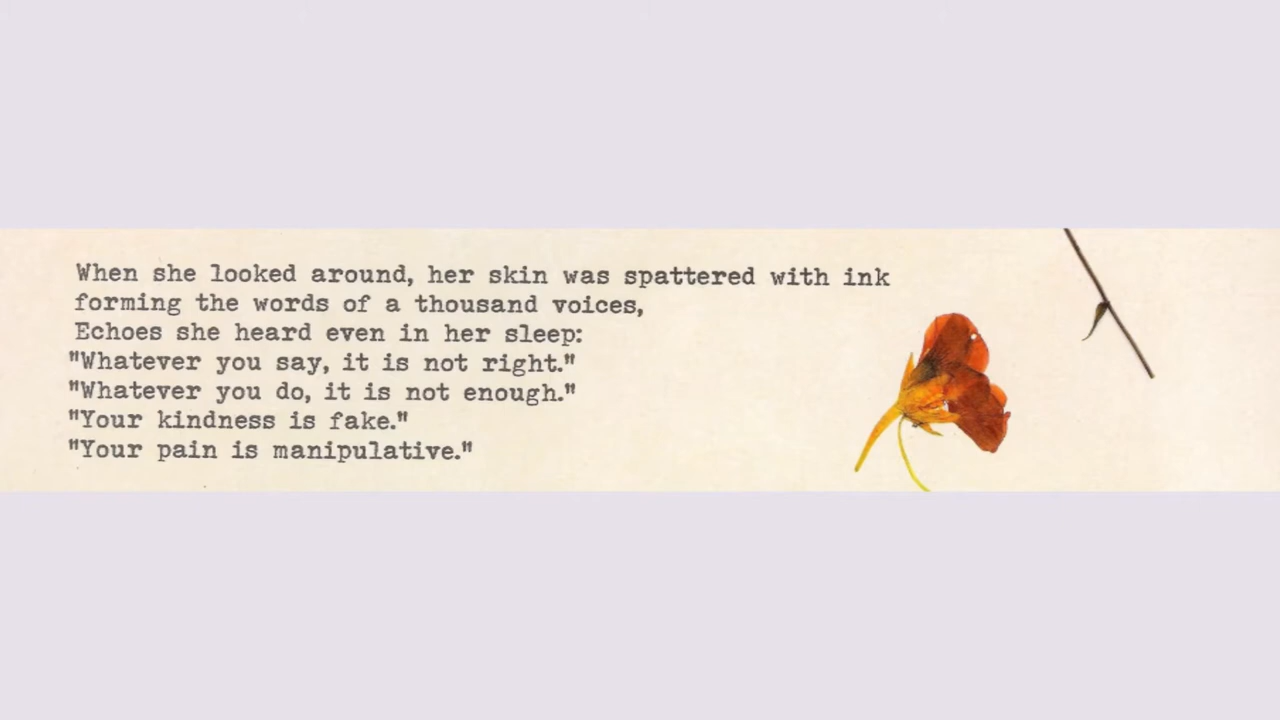 When she looked around, her skin was spattered with ink
forming the words of a thousand voices,
Echoes she heard even in her sleep:
"Whatever you say, it is not right."
"Whatever you do, it is not enough."
"Your kindness is fake."
"Your pain is manipulative."